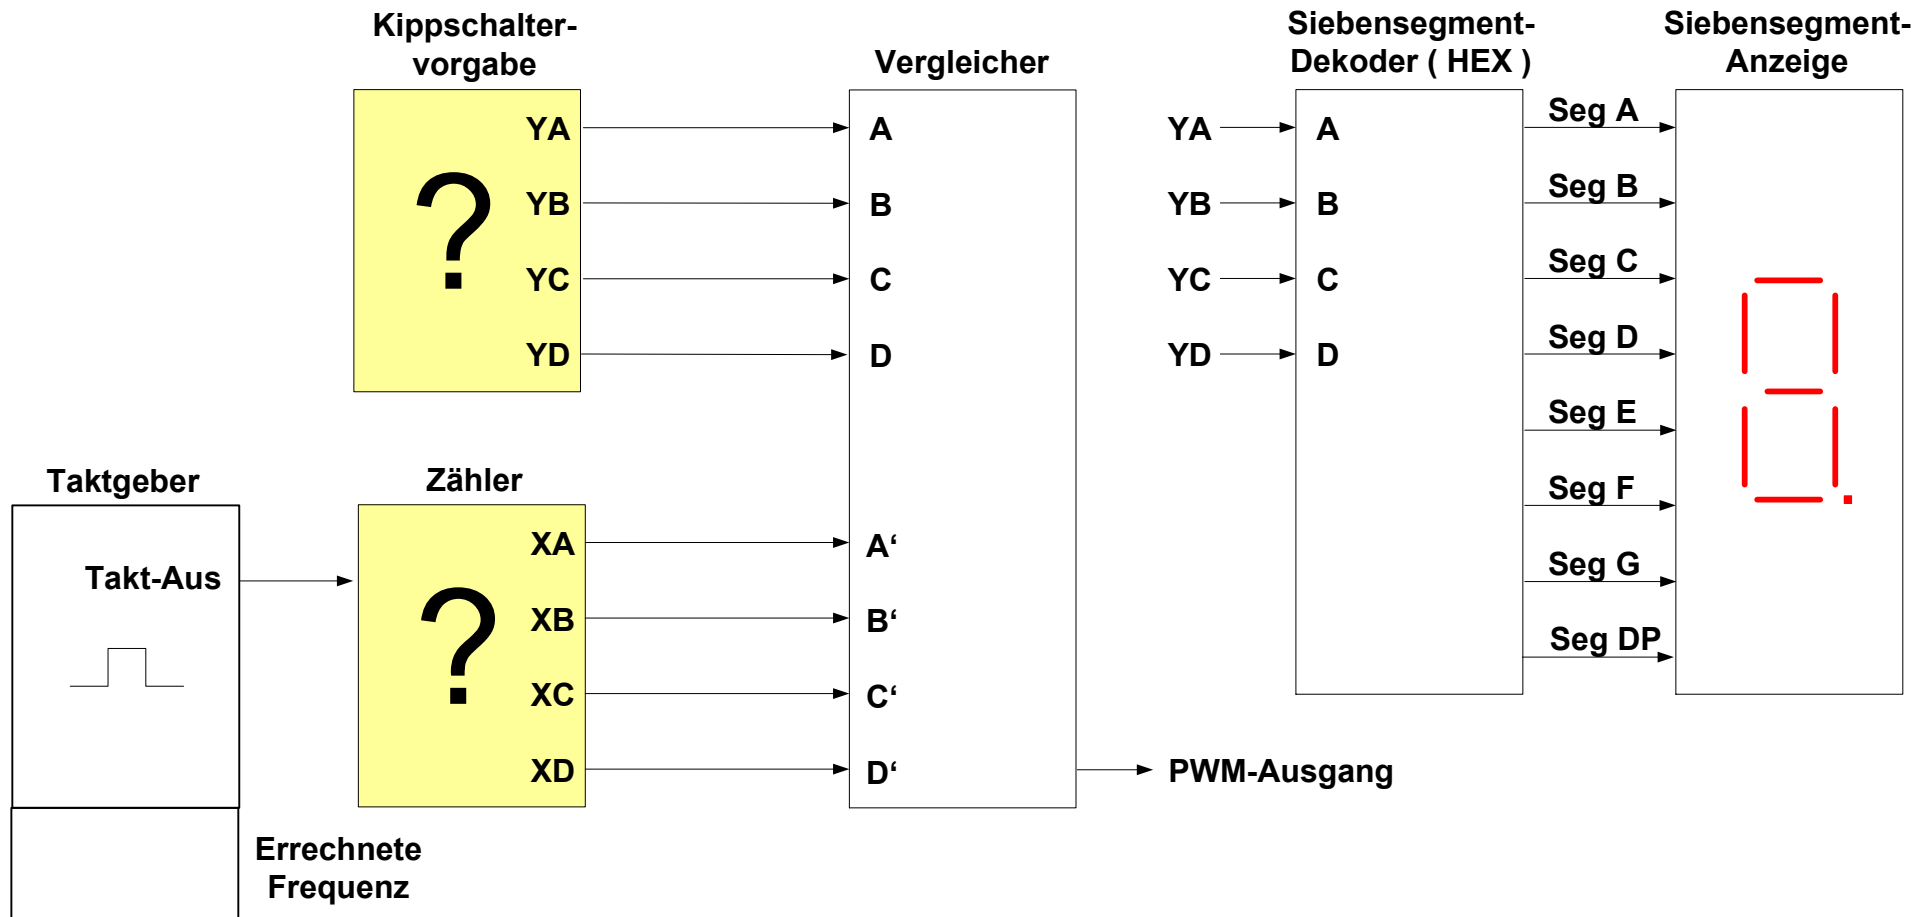 Kippschalter-
vorgabe
Vergleicher
Siebensegment-
Dekoder ( HEX )
Siebensegment-
Anzeige
?
YA
YB
YC
YD
A
B
C
D
YA
YB
YC
YD
A
B
C
D
Seg A
Seg B
Seg C
Seg D
Seg E
Seg F
Seg G
Seg DP
Taktgeber
Takt-Aus
Zähler
?
XA
XB
XC
XD
A‘
B‘
C‘
D‘
PWM-Ausgang
Errechnete
Frequenz